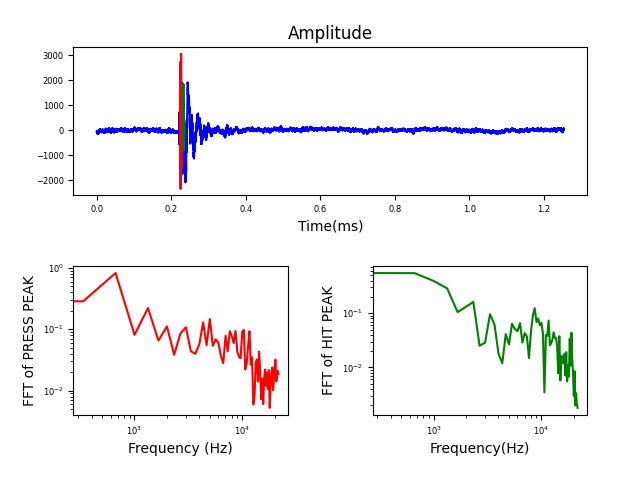 Amplitude
3000
2000
1000
0
−1000
−2000
0.0 0.2 0.4 0.6 0.8 1.0 1.2
Time(ms)
FFT of PRESS PEAK
10⁰
10⁻¹
10⁻²
10³ 10⁴
Frequency (Hz)
FFT of HIT PEAK
10⁻¹
10⁻²
10³ 10⁴
Frequency(Hz)